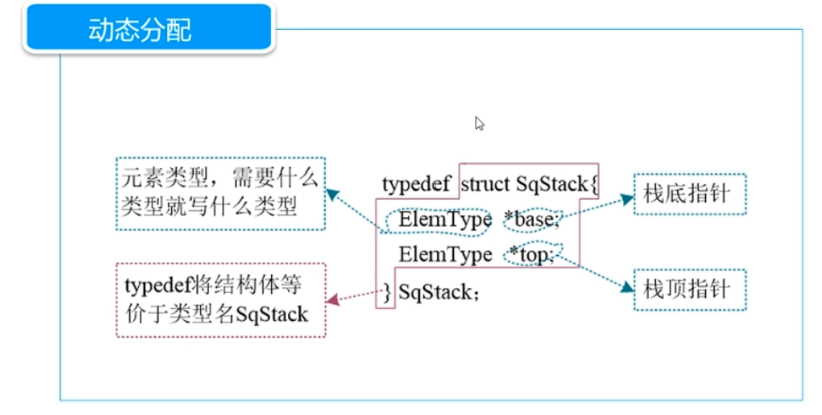 动态分配
元素类型，需要什么
类型就写什么类型
typedef将结构体等
价于类型名SqStack
typedef struct SqStack{
ElemType *base;
ElemType *top;
} SqStack;
栈底指针
栈顶指针